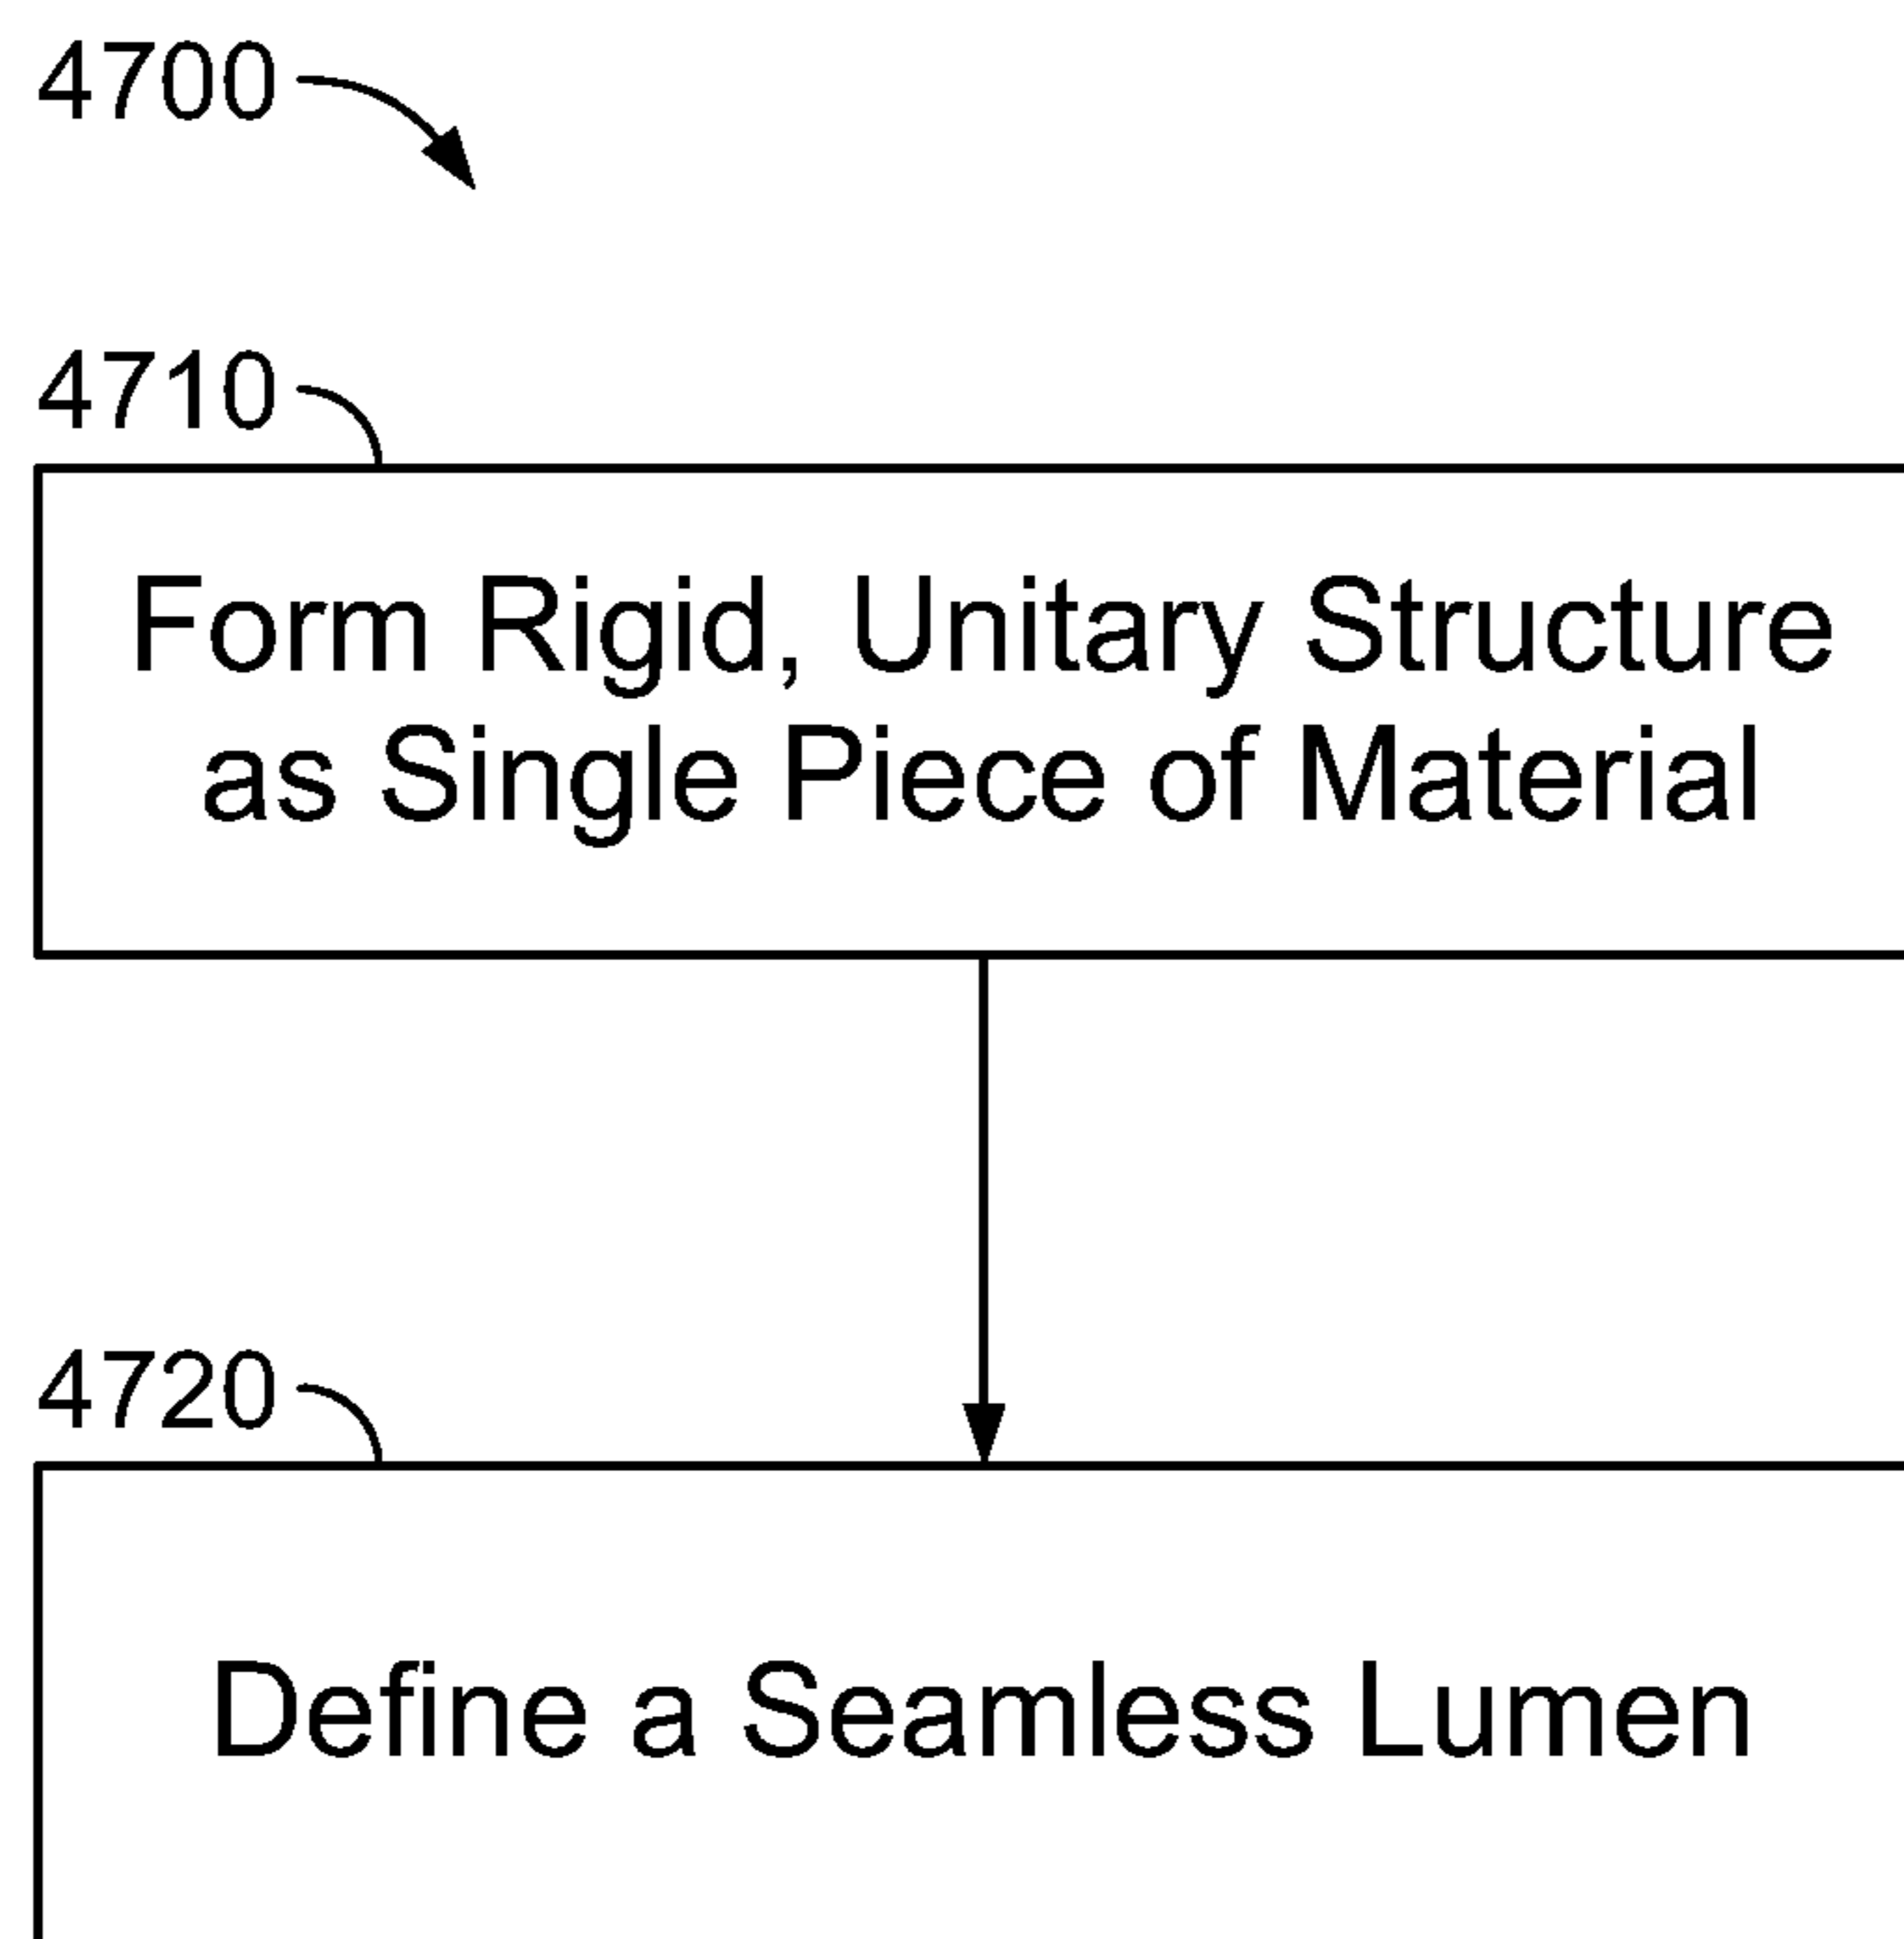 4700
4710
Form Rigid, Unitary Structure
as Single Piece of Material
4720
Define a Seamless Lumen